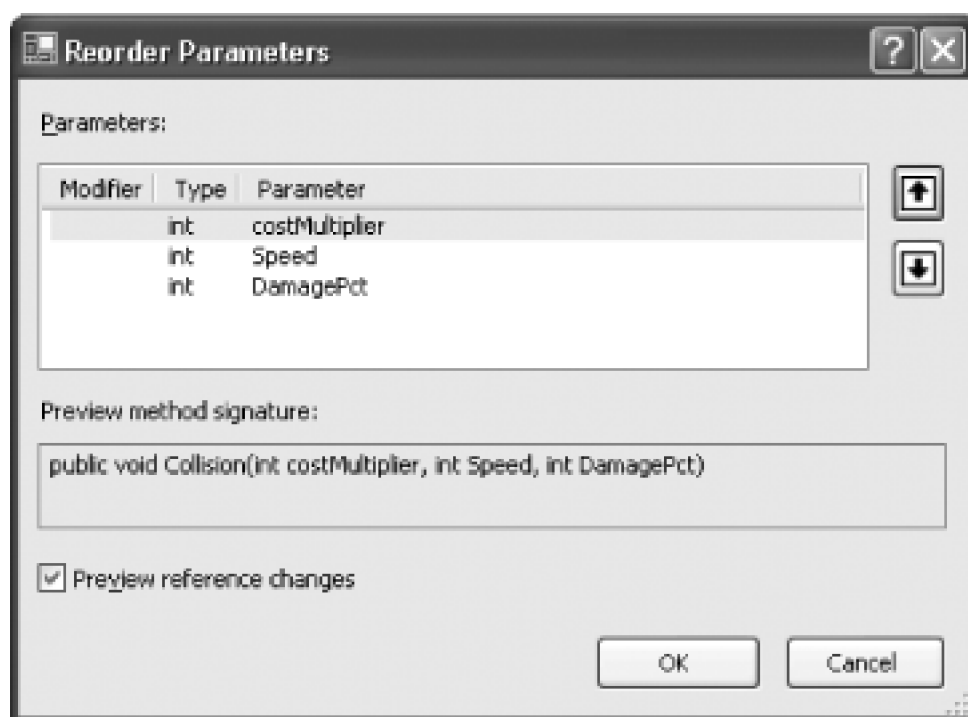 Reorder Parameters
Parameters:
Modifier Type Parameter
int costMultiplier
int Speed
int DamagePct
Preview method signature:
public void Collision(int costMultiplier, int Speed, int DamagePct)
Preview reference changes
OK Cancel